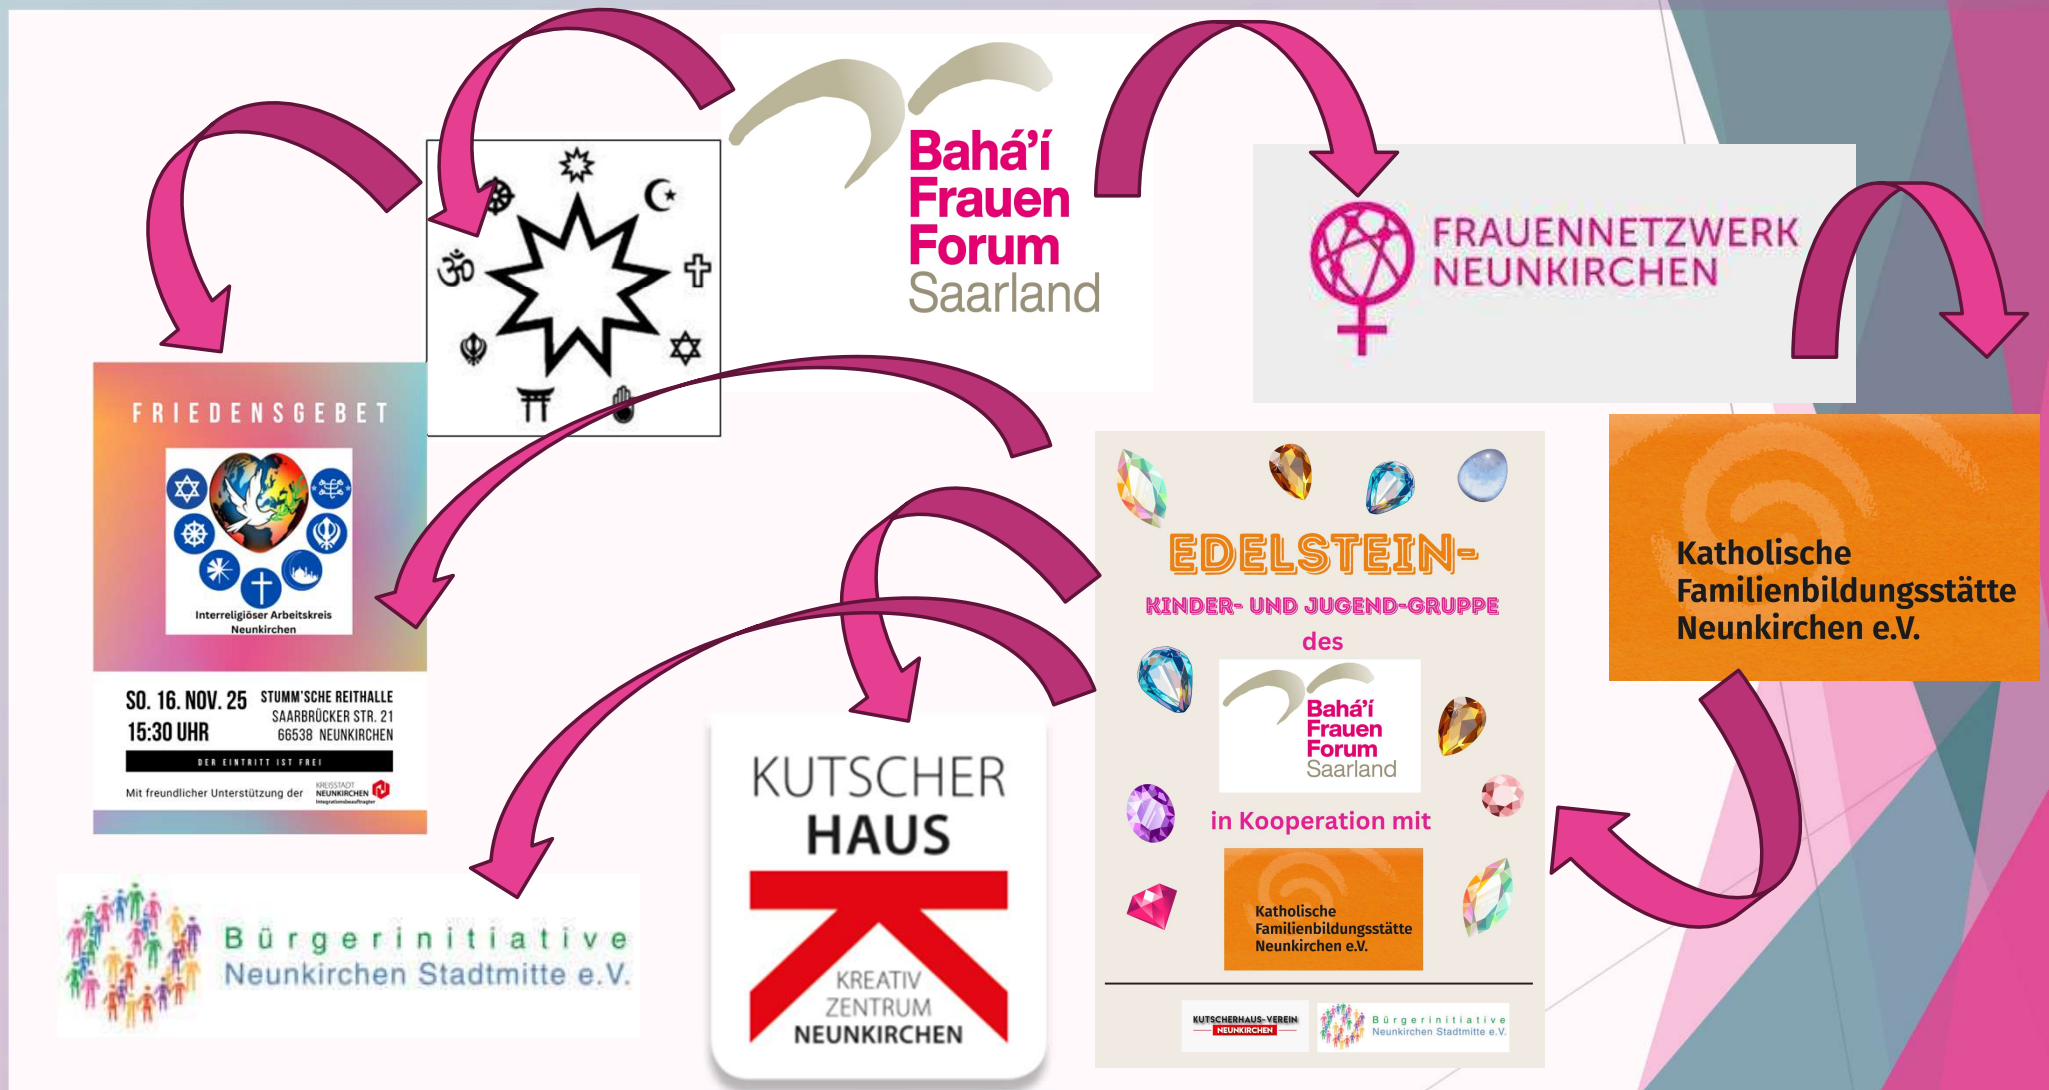 Bahá’í
Frauen
Forum
Saarland
FRAUENNETZWERK
NEUNKIRCHEN
ॐ
FRIEDENSGEBET
Interreligiöser Arbeitskreis
Neunkirchen
SO. 16. NOV. 25
15:30 UHR
STUMM'SCHE REITHALLE
SAARBRÜCKER STR. 21
66538 NEUNKIRCHEN
DER EINTRITT IST FREI
Mit freundlicher Unterstützung der
KREISSTADT
NEUNKIRCHEN
Integrationsbeauftragter
EDELSTEIN-
KINDER- UND JUGEND-GRUPPE
des
Bahá’í
Frauen
Forum
Saarland
in Kooperation mit
Katholische
Familienbildungsstätte
Neunkirchen e.V.
KUTSCHERHAUS-VEREIN
NEUNKIRCHEN
Bürgerinitiative
Neunkirchen Stadtmitte e.V.
Katholische
Familienbildungsstätte
Neunkirchen e.V.
KUTSCHER
HAUS
KREATIV
ZENTRUM
NEUNKIRCHEN
Bürgerinitiative
Neunkirchen Stadtmitte e.V.